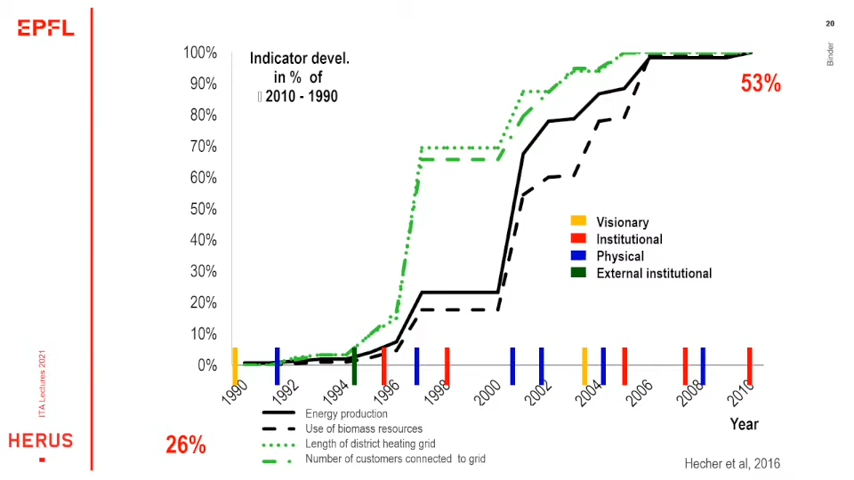 EPFL
20
Binder
Indicator devel.
in % of
2010 - 1990
100%
90%
80%
70%
60%
50%
40%
30%
20%
10%
0%
53%
Visionary
Institutional
Physical
External institutional
1990
1992
1994
1996
1998
2000
2002
2004
2006
2008
2010
Year
Energy production
Use of biomass resources
Length of district heating grid
Number of customers connected to grid
26%
Hecher et al, 2016
ITA Lectures 2021
HERUS